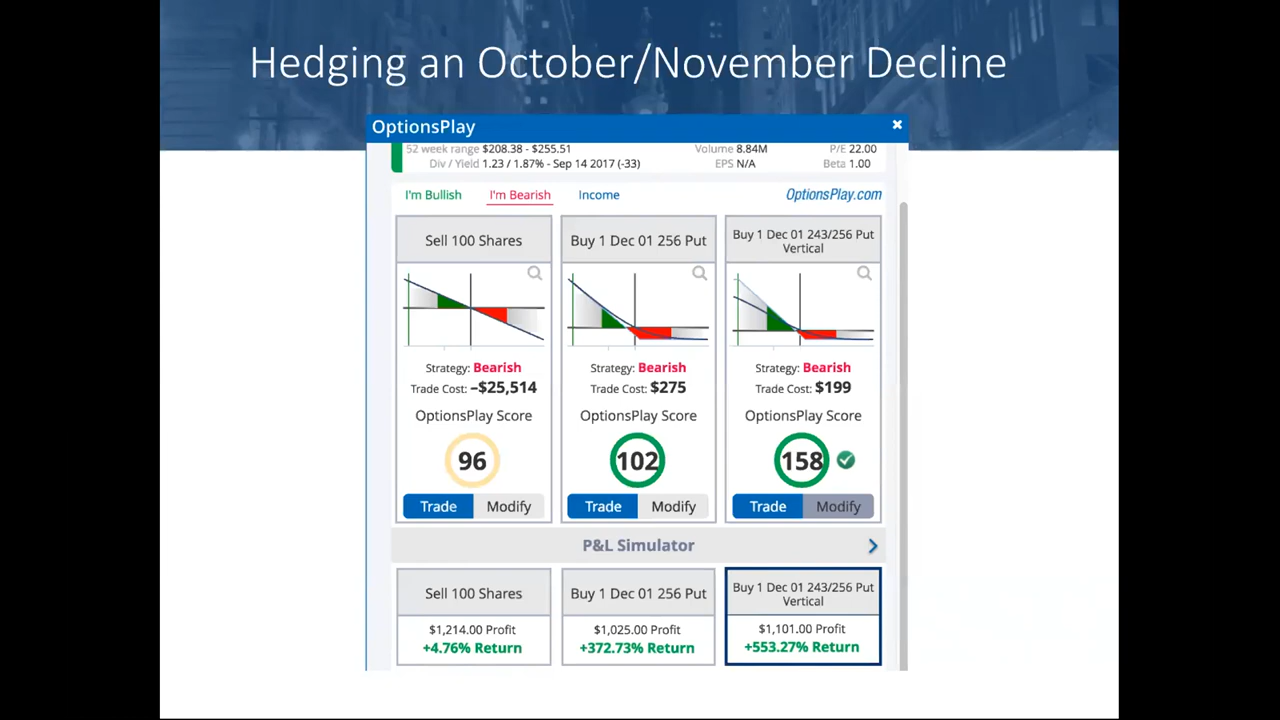 Hedging an October/November Decline
OptionsPlay
52 week range $208.38 - $255.51 Volume 8.84M P/E 22.00
Div / Yield 1.23 / 1.87% - Sep 14 2017 (-33) EPS N/A Beta 1.00
I'm Bullish I'm Bearish Income OptionsPlay.com
Sell 100 Shares
Strategy: Bearish
Trade Cost: –$25,514
OptionsPlay Score
96
Trade Modify
Buy 1 Dec 01 256 Put
Strategy: Bearish
Trade Cost: $275
OptionsPlay Score
102
Trade Modify
Buy 1 Dec 01 243/256 Put
Vertical
Strategy: Bearish
Trade Cost: $199
OptionsPlay Score
158
Trade Modify
P&L Simulator
Sell 100 Shares
$1,214.00 Profit
+4.76% Return
Buy 1 Dec 01 256 Put
$1,025.00 Profit
+372.73% Return
Buy 1 Dec 01 243/256 Put
Vertical
$1,101.00 Profit
+553.27% Return